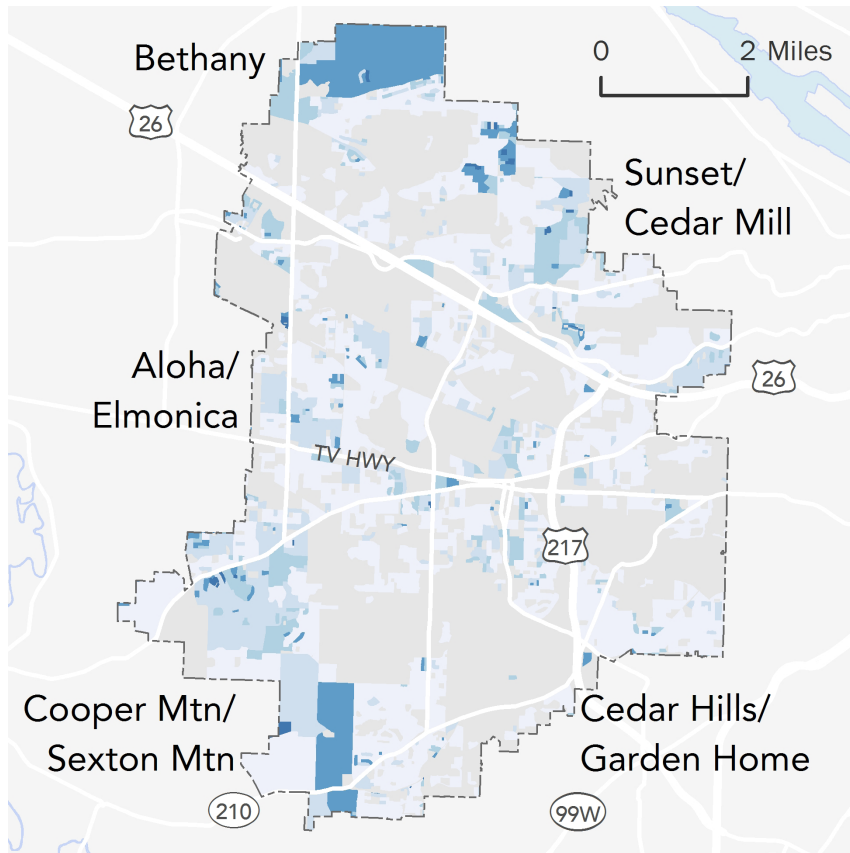 Bethany
0 2 Miles
26
Sunset/
Cedar Mill
Aloha/
Elmonica
26
TV HWY
217
Cooper Mtn/
Sexton Mtn
Cedar Hills/
Garden Home
210
99W